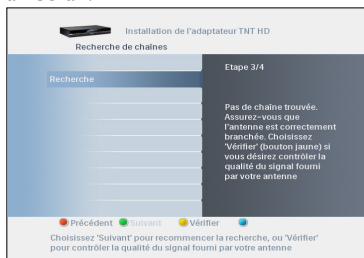 Installation de l'adaptateur TNT HD
Recherche de chaînes
Etape 3/4
Recherche
Pas de chaîne trouvée.
Assurez-vous que
l'antenne est correctement
branchée. Choisissez
'Vérifier' (bouton jaune) si
vous désirez contrôler la
qualité du signal fourni
par votre antenne
Précédent Suivant Vérifier
Choisissez 'Suivant' pour recommencer la recherche, ou 'Vérifier'
pour contrôler la qualité du signal fourni par votre antenne